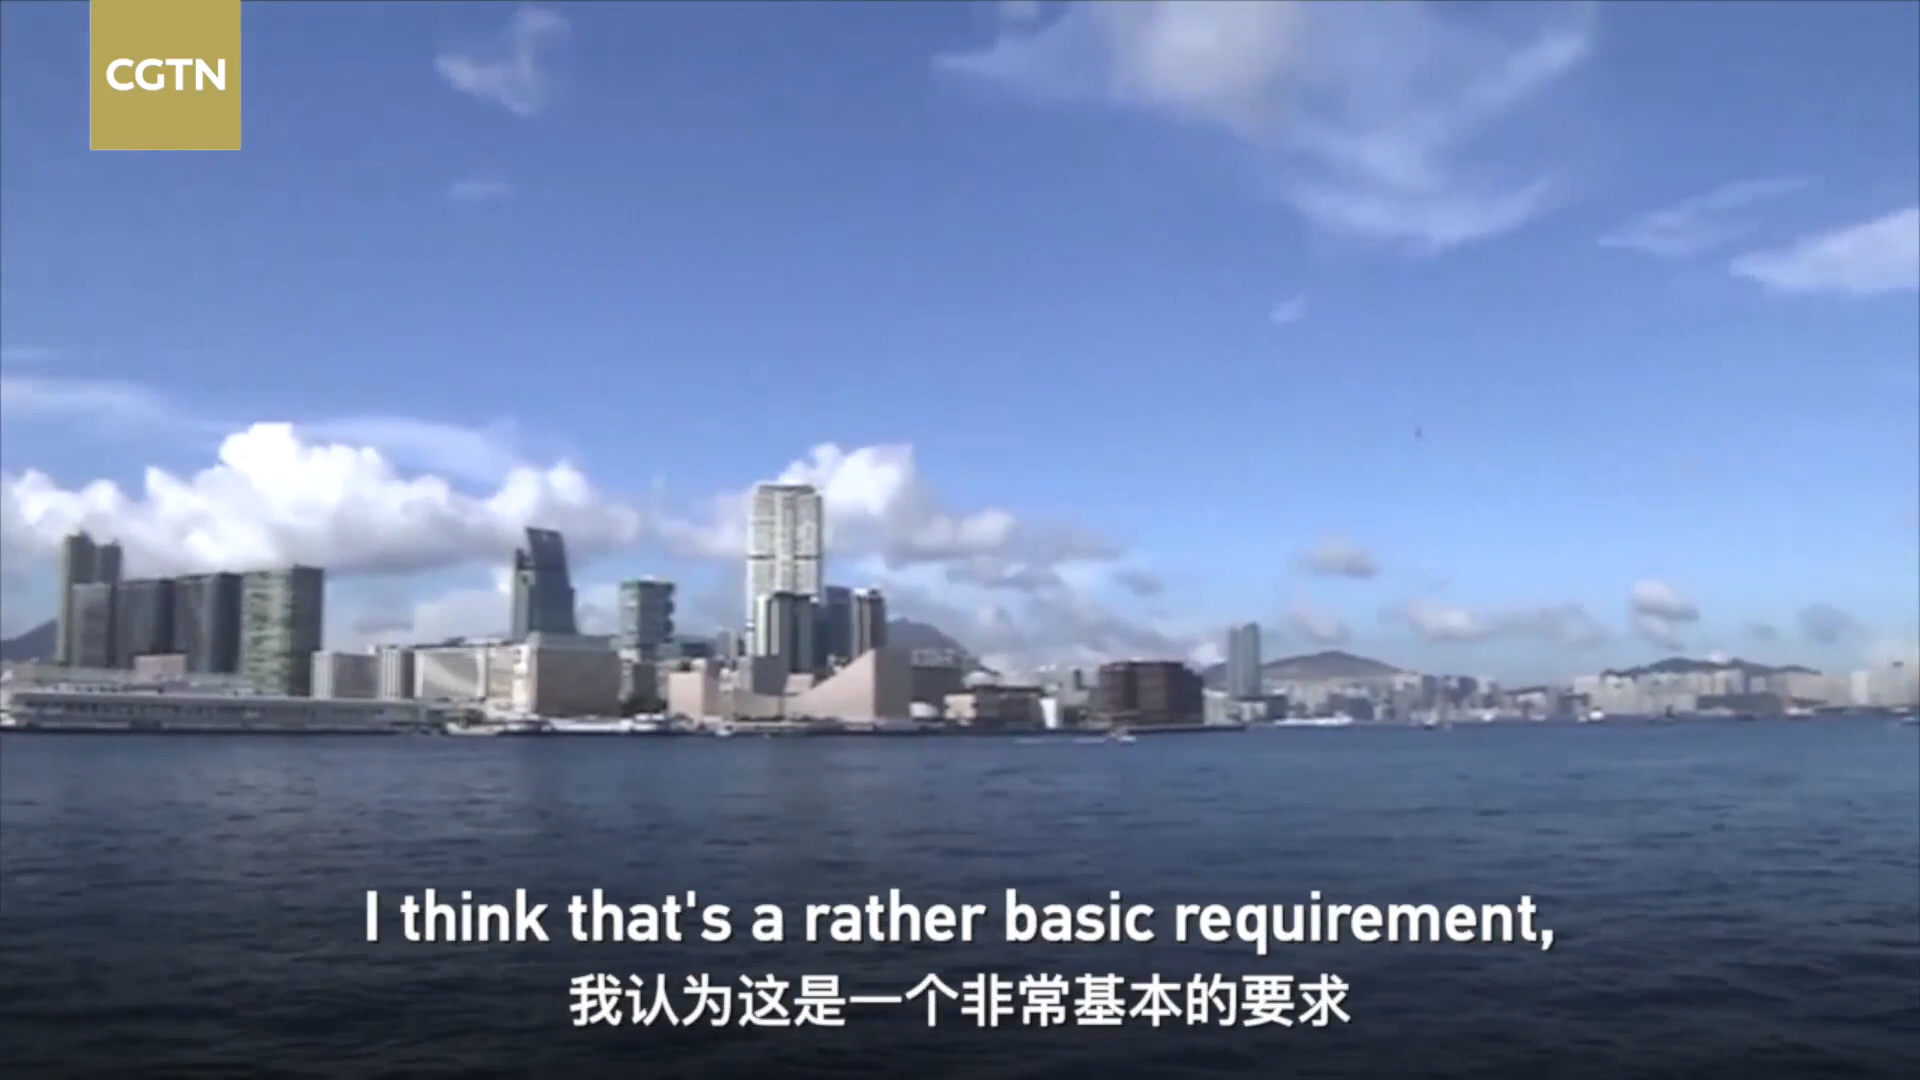 CGTN
I think that's a rather basic requirement,
我认为这是一个非常基本的要求